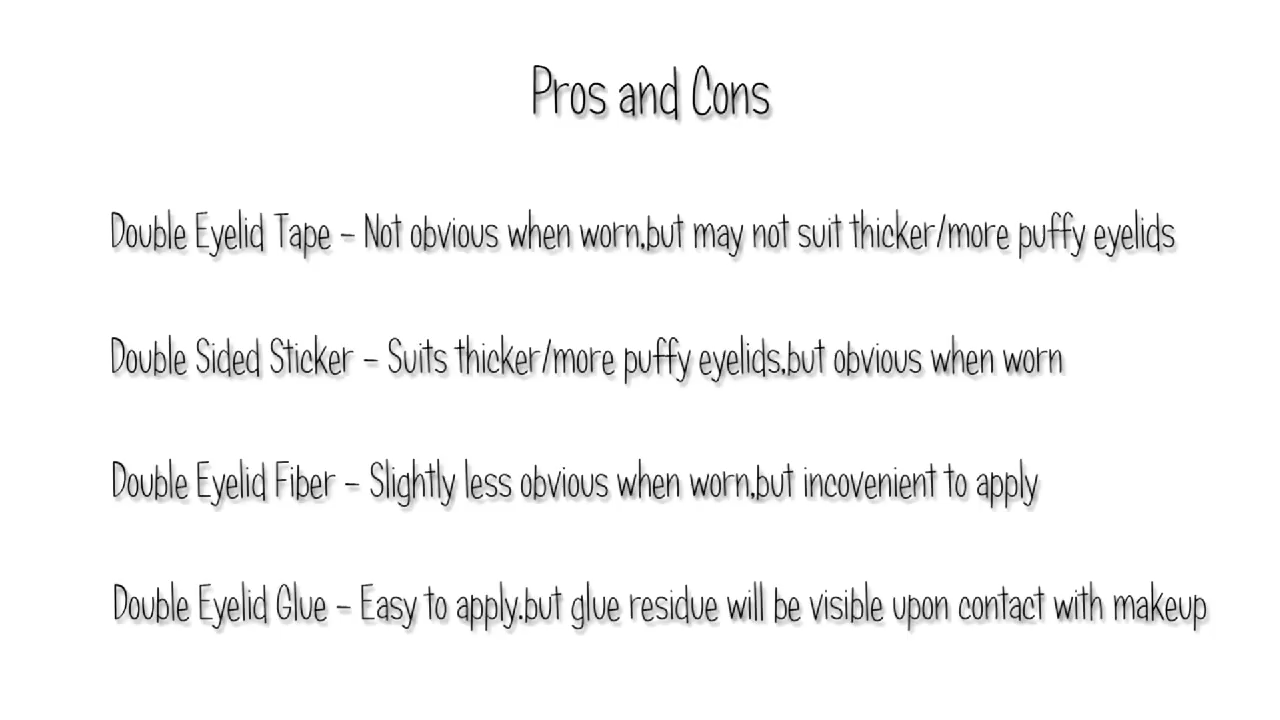 Pros and Cons
Double Eyelid Tape - Not obvious when worn,but may not suit thicker/more puffy eyelids
Double Sided Sticker - Suits thicker/more puffy eyelids,but obvious when worn
Double Eyelid Fiber - Slightly less obvious when worn,but incovenient to apply
Double Eyelid Glue - Easy to apply,but glue residue will be visible upon contact with makeup